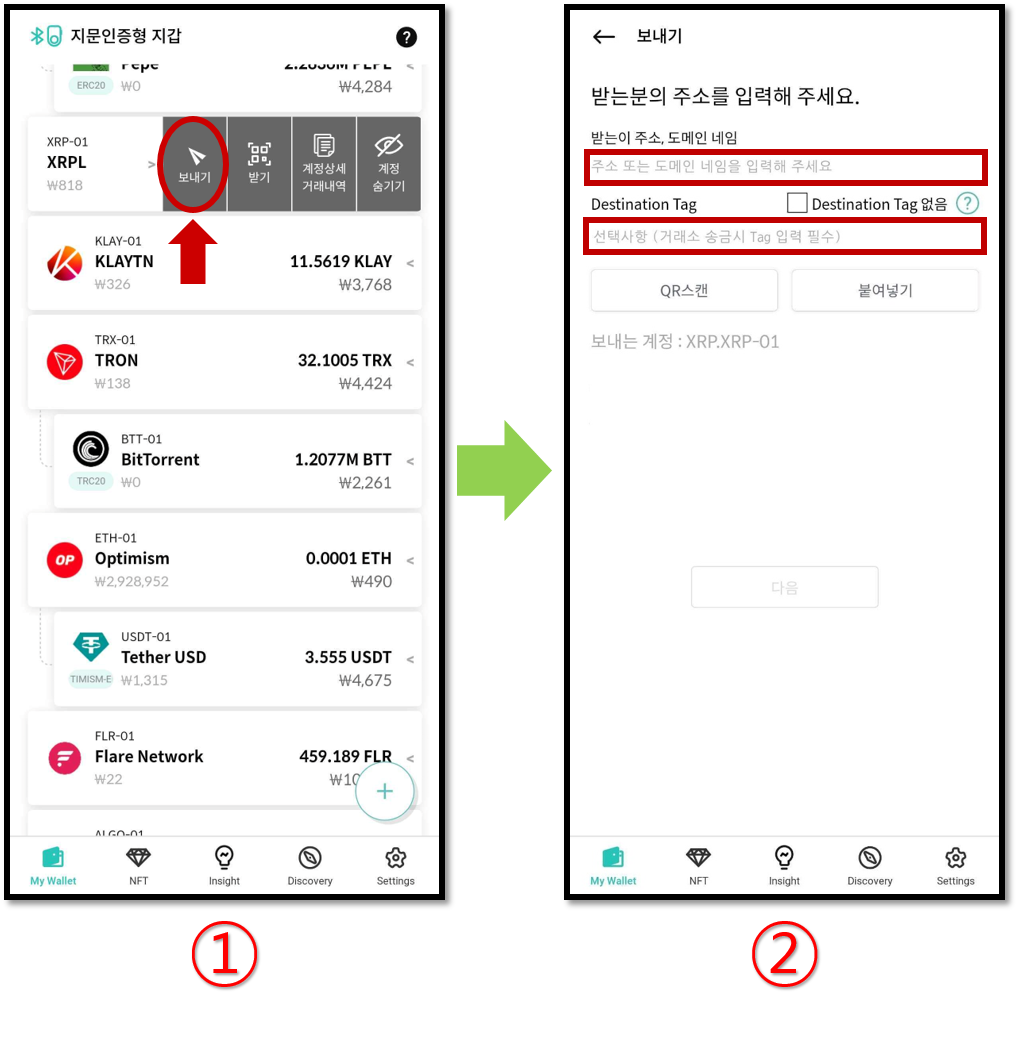 지문인증형 지갑
?
Pepe
2.2630M PEPE <
ERC20
₩0
₩4,284
XRP-01
XRPL
₩818
>
보내기
받기
계정상세
거래내역
계정
숨기기
KLAY-01
KLAYTN
₩326
11.5619 KLAY <
₩3,768
TRX-01
TRON
₩138
32.1005 TRX <
₩4,424
BTT-01
BitTorrent
TRC20
₩0
1.2077M BTT <
₩2,261
ETH-01
OP
Optimism
₩2,928,952
0.0001 ETH <
₩490
USDT-01
Tether USD
TIMISM-E
₩1,315
3.555 USDT <
₩4,675
FLR-01
Flare Network
₩22
459.189 FLR <
₩10
+
ALGO-01
My Wallet
NFT
Insight
Discovery
Settings
①
← 보내기
받는분의 주소를 입력해 주세요.
받는이 주소, 도메인 네임
주소 또는 도메인 네임을 입력해 주세요
Destination Tag
Destination Tag 없음 ?
선택사항 (거래소 송금시 Tag 입력 필수)
QR스캔
붙여넣기
보내는 계정 : XRP.XRP-01
다음
My Wallet
NFT
Insight
Discovery
Settings
②